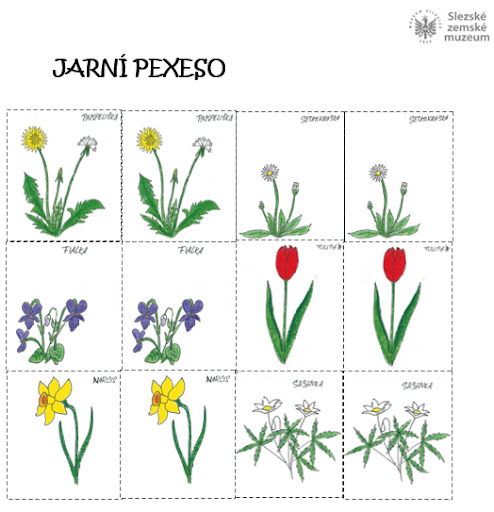 Slezské
zemské
muzeum
JARNÍ PEXESO
PAMPELIŠKA PAMPELIŠKA SEDMIKRÁSKA SEDMIKRÁSKA
FIALKA FIALKA TULIPÁN TULIPÁN
NARCIS NARCIS SASANKA SASANKA